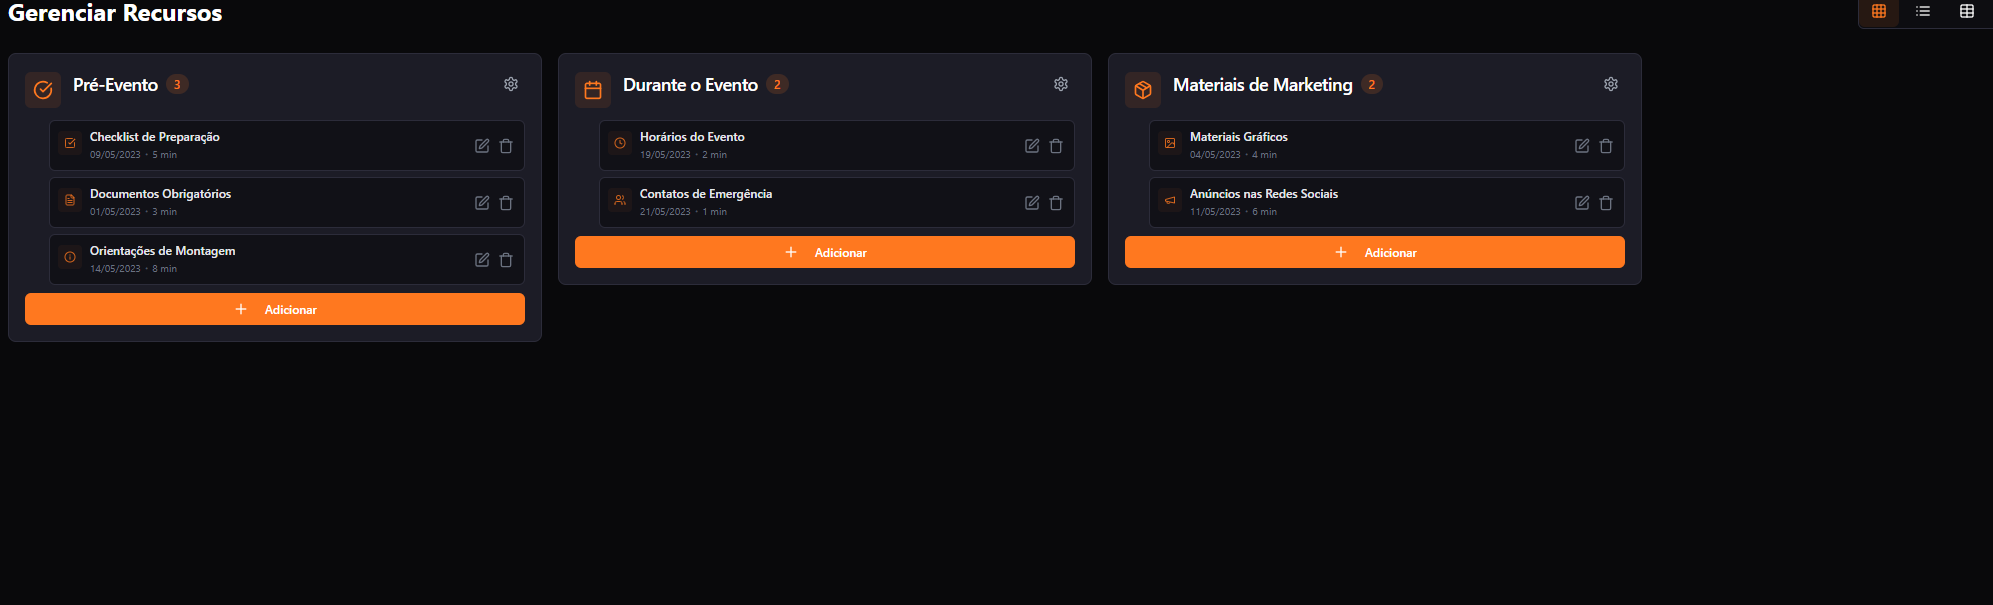 Gerenciar Recursos
Pré-Evento 3
Checklist de Preparação
09/05/2023 • 5 min
Documentos Obrigatórios
01/05/2023 • 3 min
Orientações de Montagem
14/05/2023 • 8 min
Adicionar
Durante o Evento 2
Horários do Evento
19/05/2023 • 2 min
Contatos de Emergência
21/05/2023 • 1 min
Adicionar
Materiais de Marketing 2
Materiais Gráficos
04/05/2023 • 4 min
Anúncios nas Redes Sociais
11/05/2023 • 6 min
Adicionar